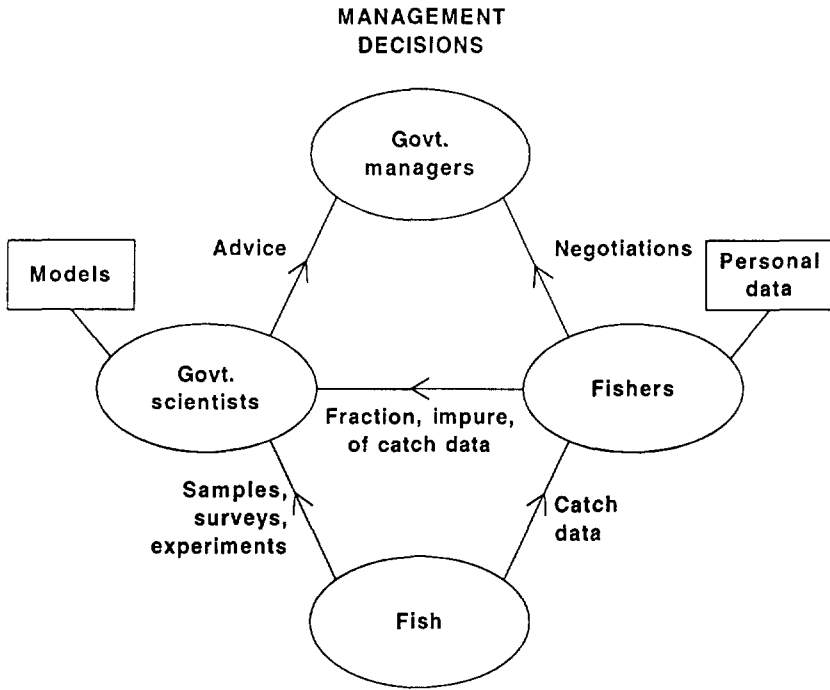 MANAGEMENT
DECISIONS
Govt.
managers
Advice
Negotiations
Models
Personal
data
Govt.
scientists
Fishers
Fraction, impure,
of catch data
Samples,
surveys,
experiments
Catch
data
Fish